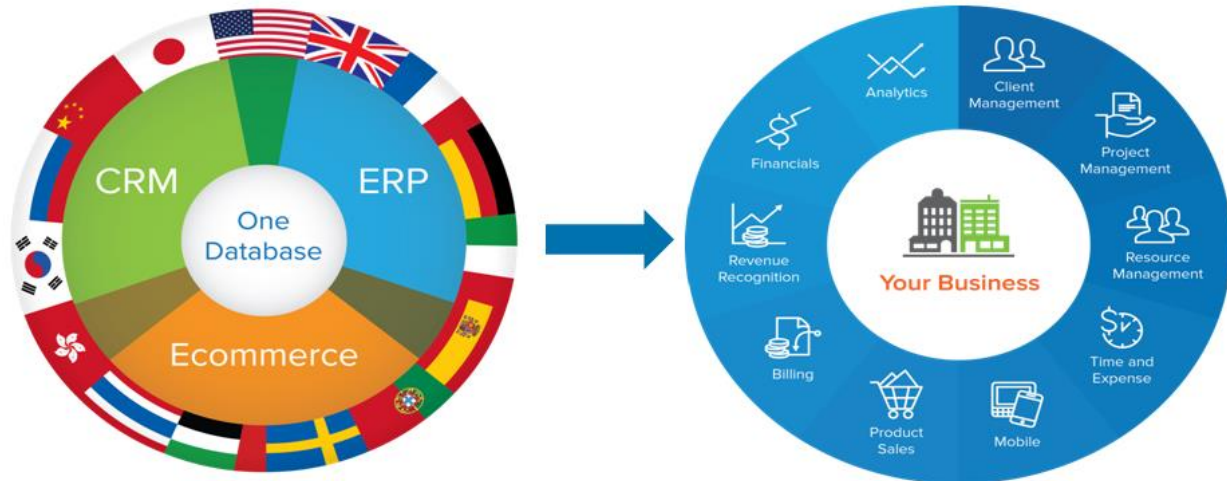 CRM
ERP
One
Database
Ecommerce
Analytics
Client
Management
Financials
Project
Management
Revenue
Recognition
Your Business
Resource
Management
Billing
Time and
Expense
Product
Sales
Mobile